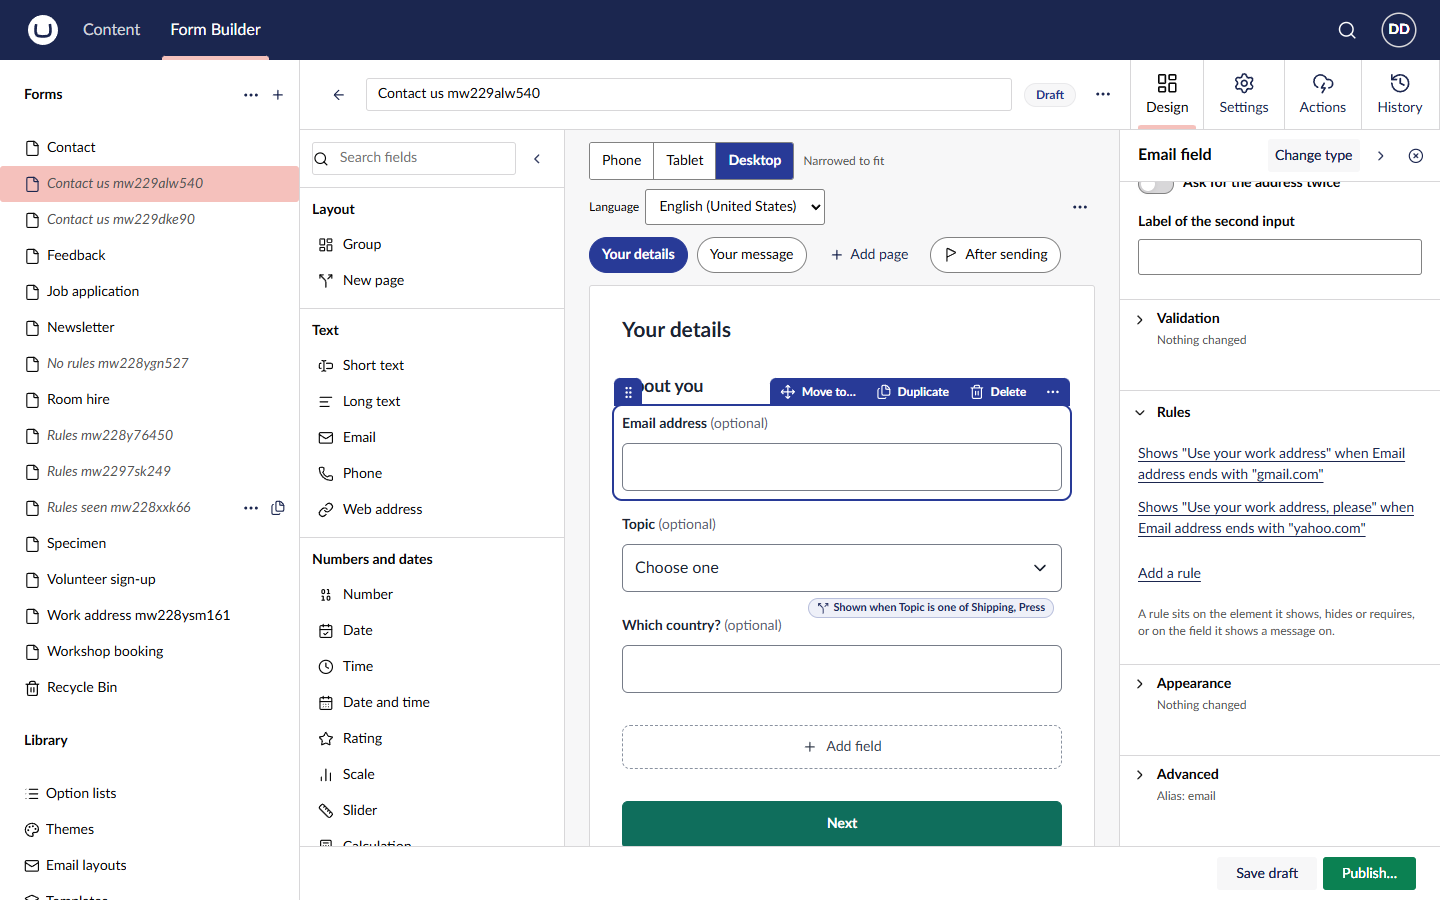 Content
Form Builder
DD
Forms
Contact
Contact us mw229alw540
Contact us mw229dke90
Feedback
Job application
Newsletter
No rules mw228ygn527
Room hire
Rules mw228y76450
Rules mw2297sk249
Rules seen mw228xxk66
Specimen
Volunteer sign-up
Work address mw228ysm161
Workshop booking
Recycle Bin
Library
Option lists
Themes
Email layouts
Templates
Contact us mw229alw540
Draft
Design
Settings
Actions
History
Search fields
Layout
Group
New page
Text
Short text
Long text
Email
Phone
Web address
Numbers and dates
Number
Date
Time
Date and time
Rating
Scale
Slider
Calculation
Phone
Tablet
Desktop
Narrowed to fit
Language
English (United States)
Your details
Your message
Add page
After sending
Your details
bout you
Move to...
Duplicate
Delete
Email address (optional)
Topic (optional)
Choose one
Shown when Topic is one of Shipping, Press
Which country? (optional)
Add field
Next
Email field
Change type
Ask for the address twice
Label of the second input
Validation
Nothing changed
Rules
Shows "Use your work address" when Email
address ends with "gmail.com"
Shows "Use your work address, please" when
Email address ends with "yahoo.com"
Add a rule
A rule sits on the element it shows, hides or requires,
or on the field it shows a message on.
Appearance
Nothing changed
Advanced
Alias: email
Save draft
Publish...